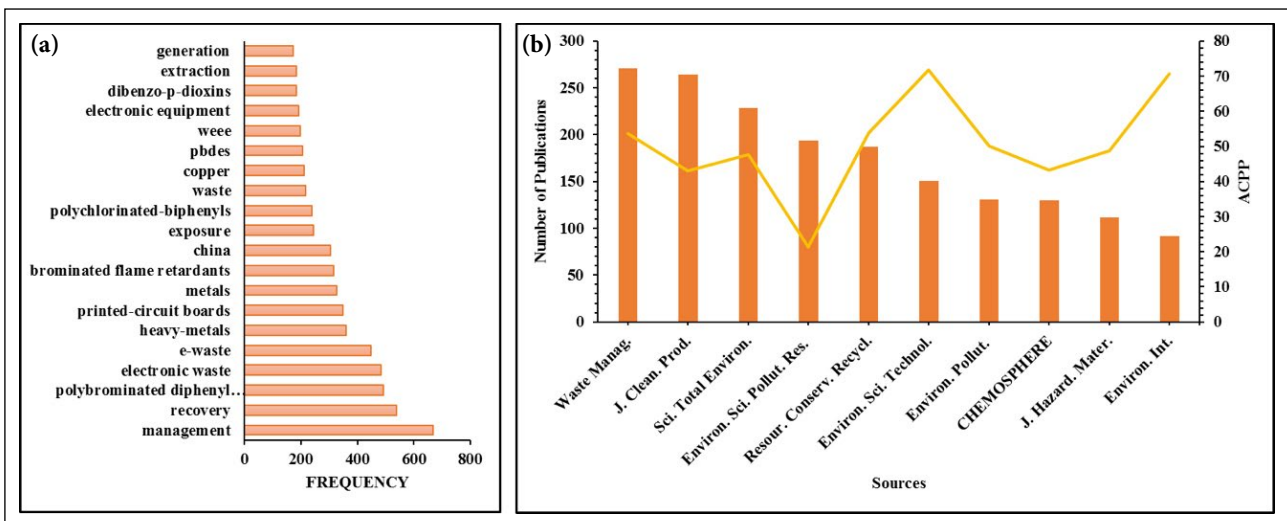 (a)
generation
extraction
dibenzo-p-dioxins
electronic equipment
weee
pbdes
copper
waste
polychlorinated-biphenyls
exposure
china
brominated flame retardants
metals
printed-circuit boards
heavy-metals
e-waste
electronic waste
polybrominated diphenyl...
recovery
management
0 200 400 600 800
FREQUENCY
(b)
300
250
200
150
100
50
0
Number of Publications
80
70
60
50
40
30
20
10
0
ACPP
Waste Manag.
J. Clean. Prod.
Sci. Total Environ.
Environ. Sci. Pollut. Res.
Resour. Conserv. Recycl.
Environ. Sci. Technol.
Environ. Pollut.
CHEMOSPHERE
J. Hazard. Mater.
Environ. Int.
Sources